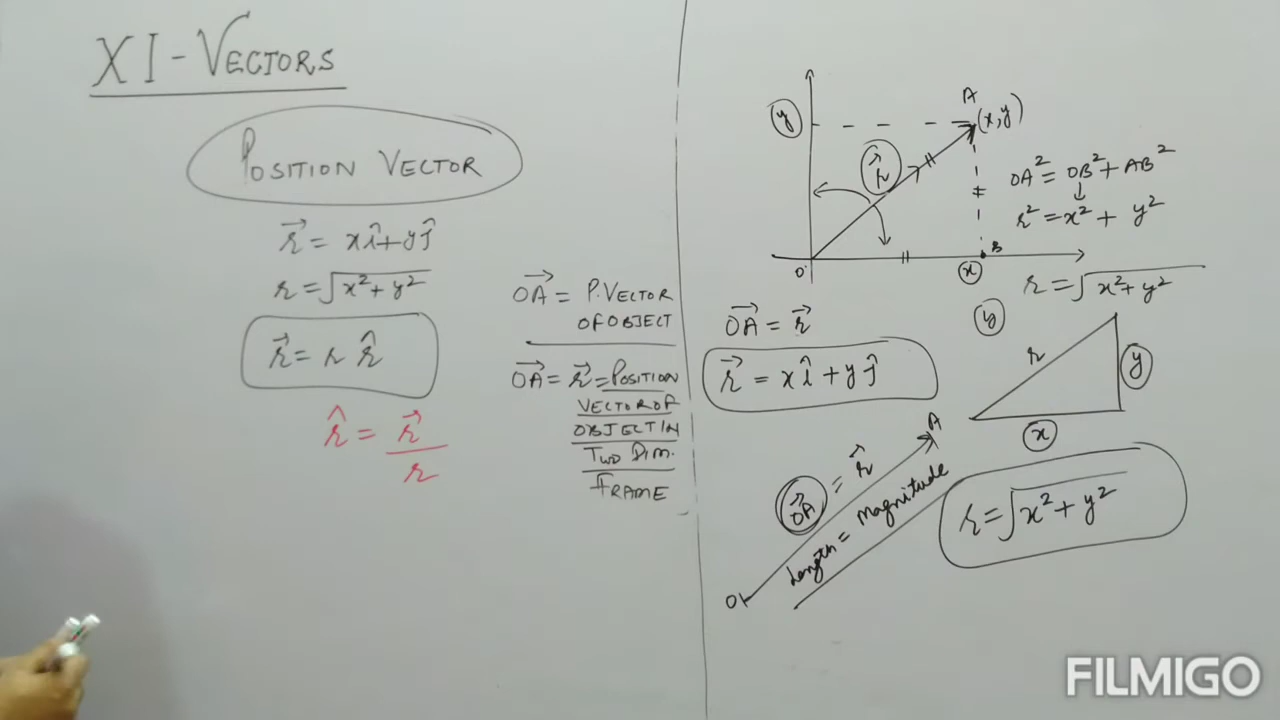 XI - VECTORS
POSITION VECTOR
r⃗ = xî + yĵ
r = √x² + y²
r⃗ = r r̂
r̂ = r⃗ / r
OA⃗ = P. VECTOR
OF OBJECT
OA⃗ = r⃗ = POSITION
VECTOR OF
OBJECT IN
TWO DIM.
FRAME
y
A
(x, y)
r⃗
O
x
B
OA² = OB² + AB²
r² = x² + y²
r = √x² + y²
OA⃗ = r⃗
r⃗ = xî + yĵ
y
r
y
x
O
A
OA⃗ = r⃗
Length = magnitude
r = √x² + y²
FILMIGO